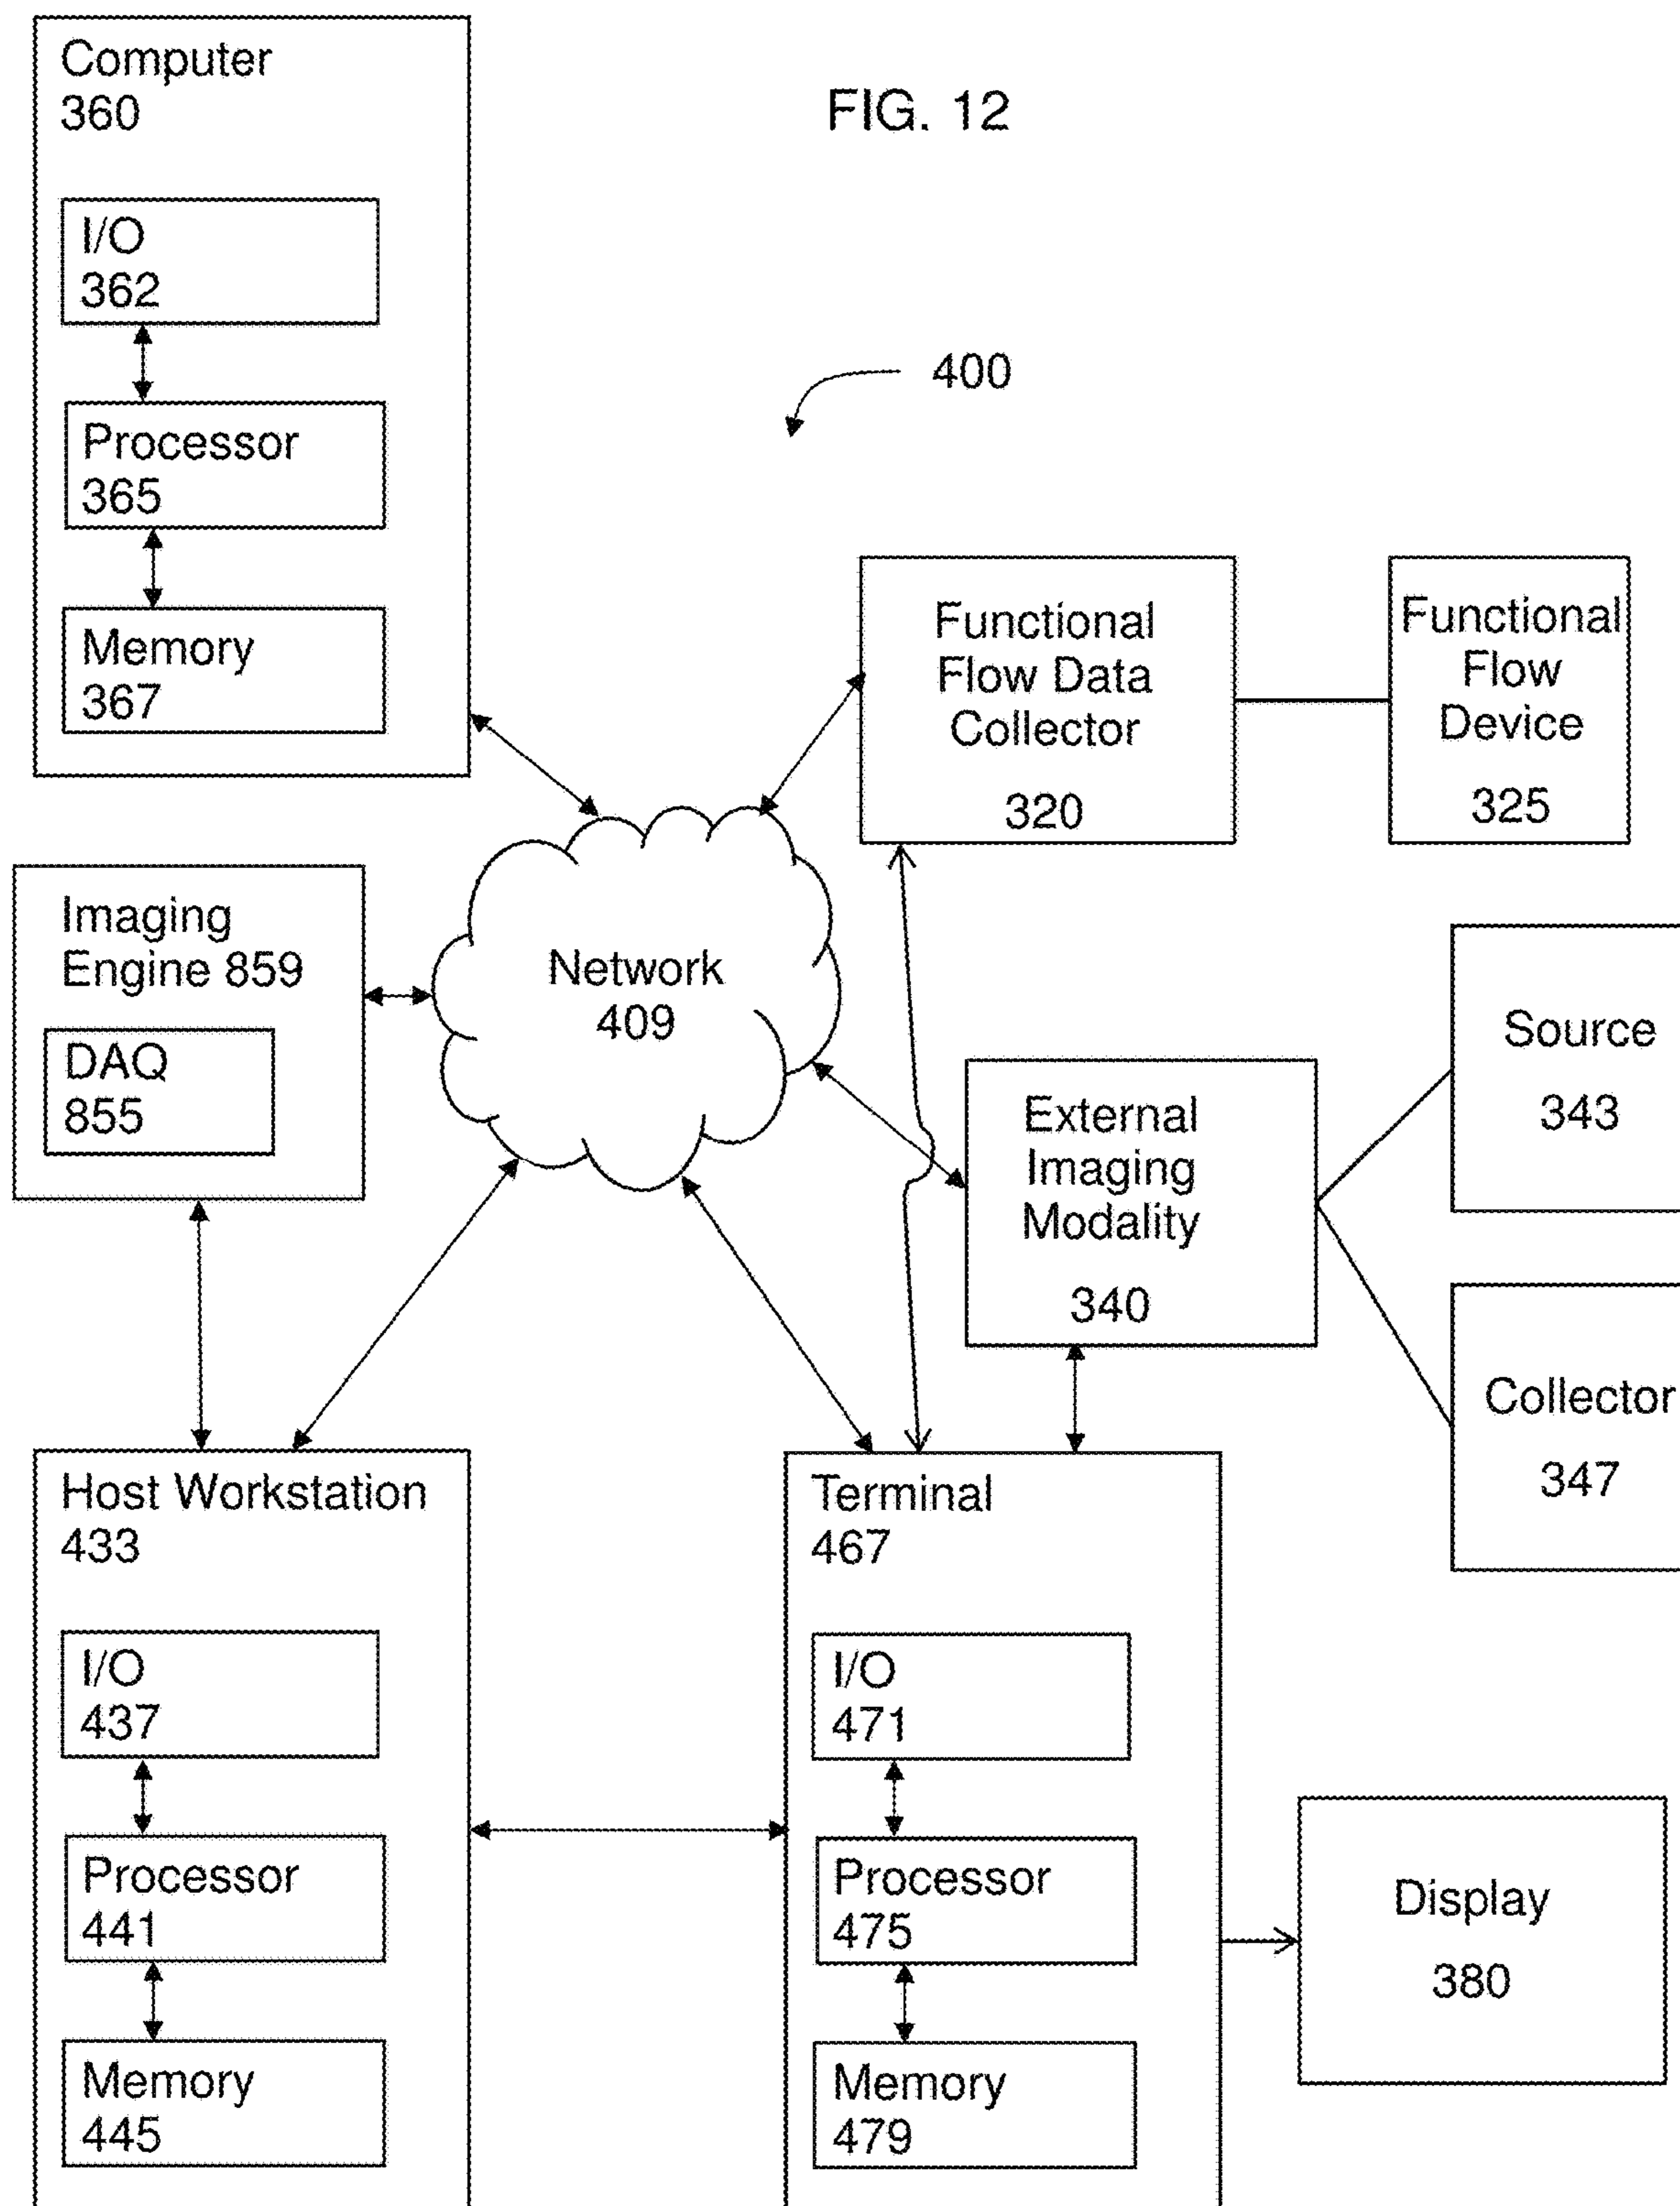 Computer
360
FIG. 12
I/O
362
400
Processor
365
Memory
367
Functional
Flow Data
Collector
320
Functional
Flow
Device
325
Imaging
Engine 859
DAQ
855
Network
409
Source
343
External
Imaging
Modality
340
Collector
347
Host Workstation
433
I/O
437
Processor
441
Memory
445
Terminal
467
I/O
471
Processor
475
Memory
479
Display
380